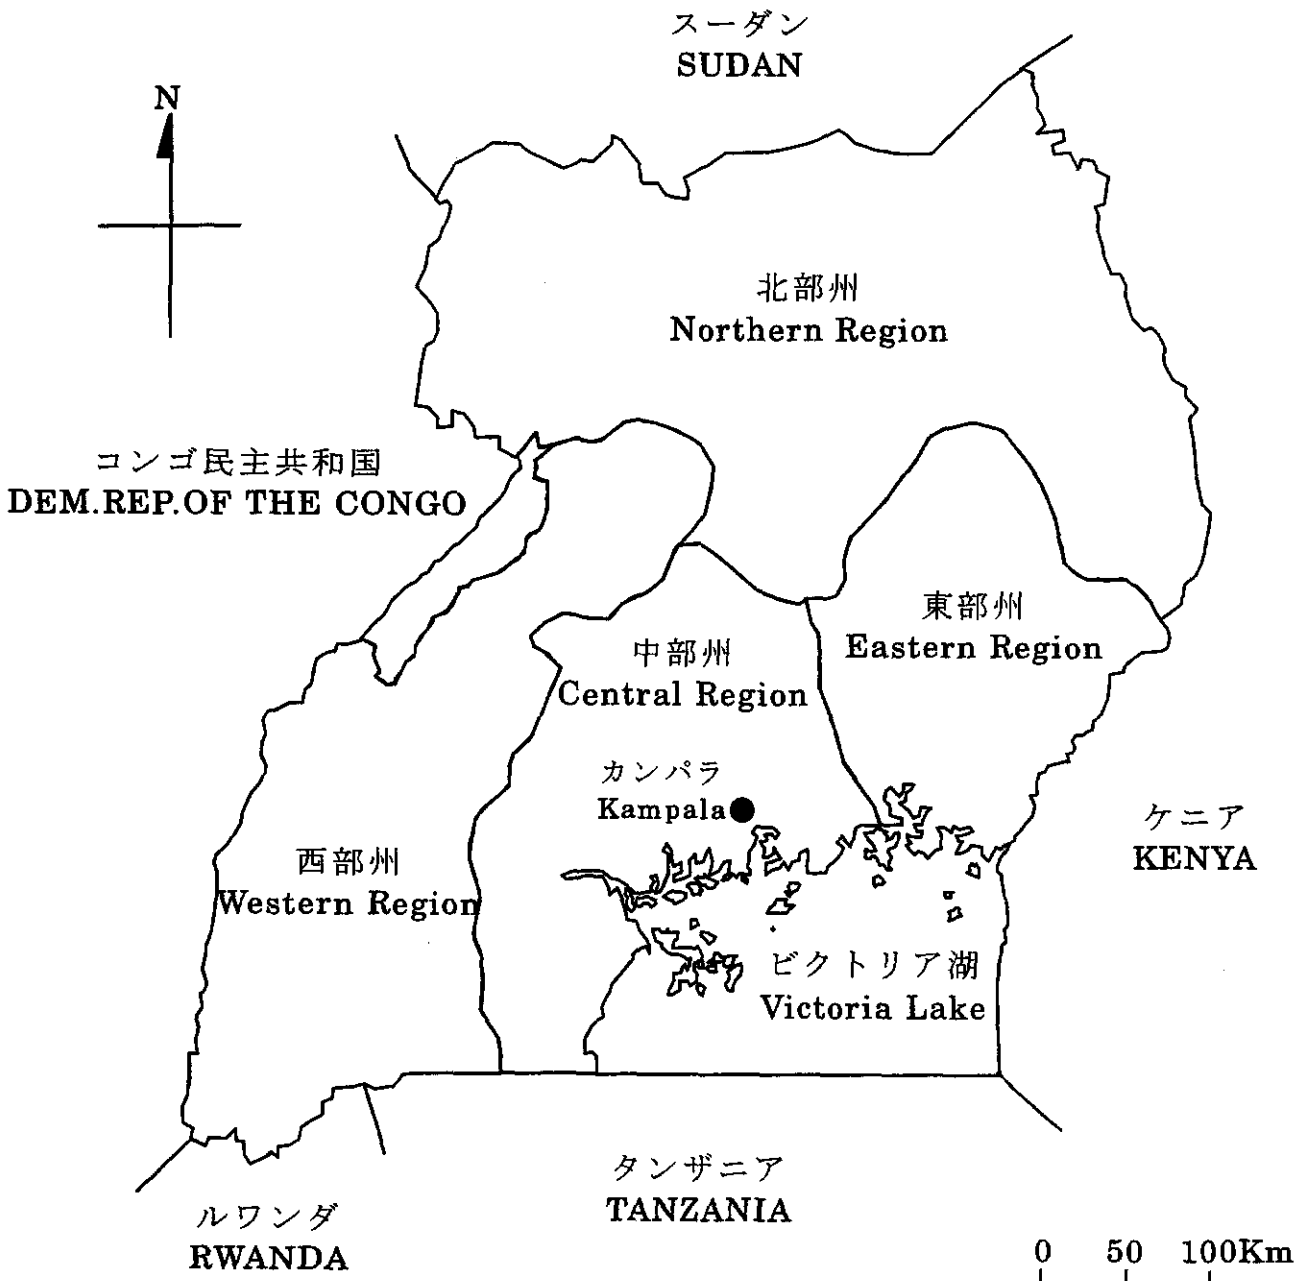 スーダン
SUDAN
N
北部州
Northern Region
コンゴ民主共和国
DEM.REP.OF THE CONGO
東部州
Eastern Region
中部州
Central Region
カンパラ
Kampala
ケニア
KENYA
西部州
Western Region
ビクトリア湖
Victoria Lake
タンザニア
TANZANIA
ルワンダ
RWANDA
0 50 100Km